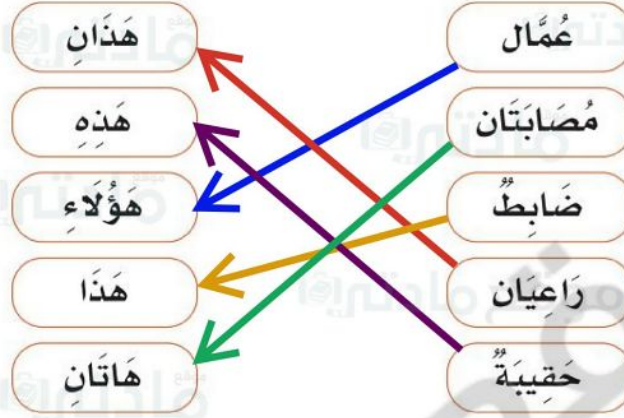 عُمَّال
هَذَانِ
مُصَابَتَان
هَذِهِ
ضَابِطٌ
هَؤُلَاءِ
رَاعِيَان
هَذَا
حَقِيبَةٌ
هَاتَانِ